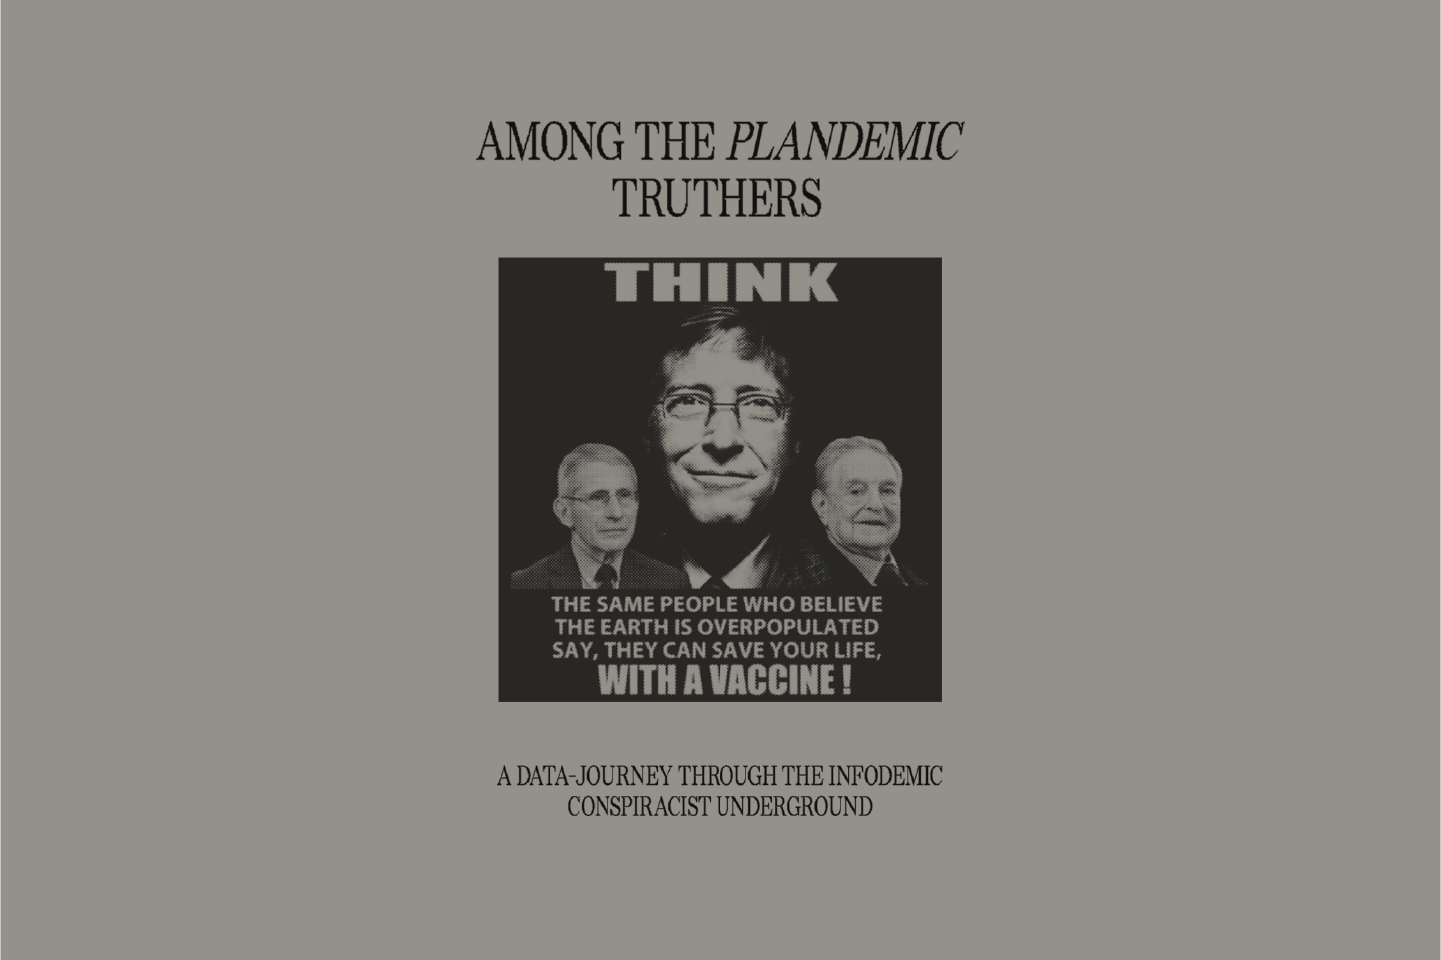 AMONG THE PLANDEMIC
TRUTHERS
THINK
THE SAME PEOPLE WHO BELIEVE
THE EARTH IS OVERPOPULATED
SAY, THEY CAN SAVE YOUR LIFE,
WITH A VACCINE !
A DATA-JOURNEY THROUGH THE INFODEMIC
CONSPIRACIST UNDERGROUND